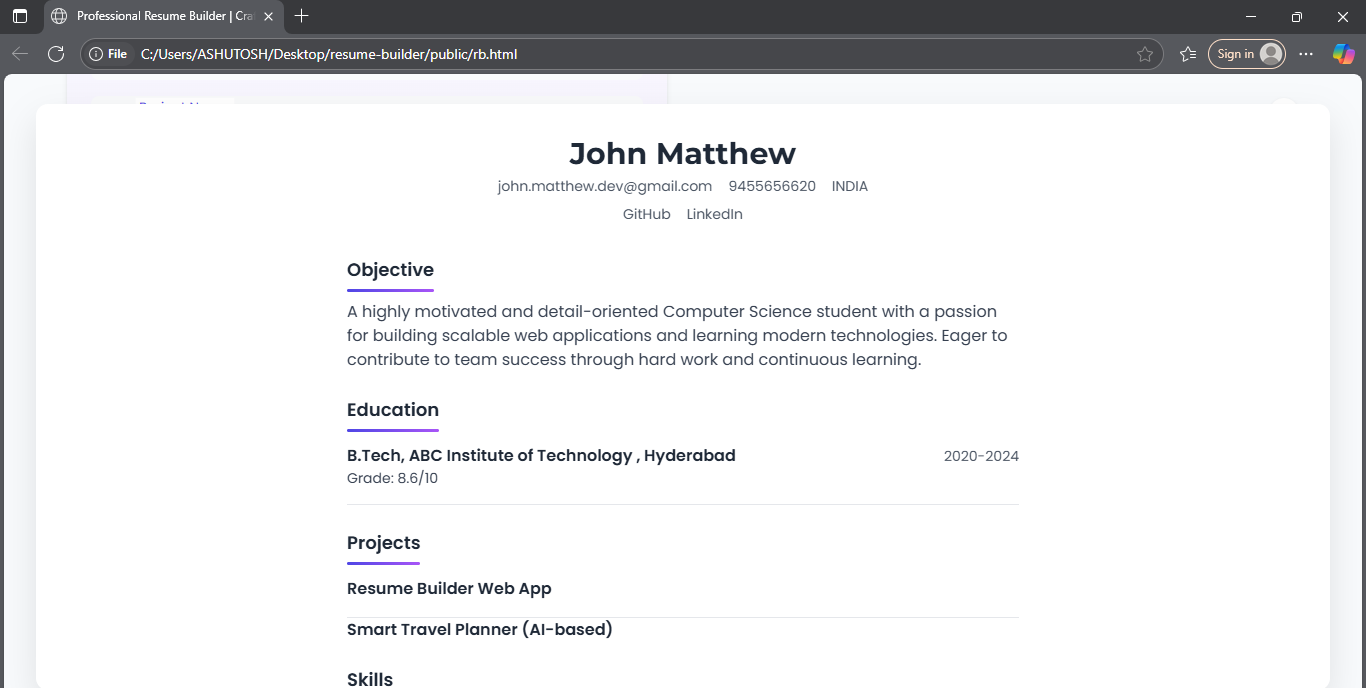 Professional Resume Builder | Cra
File C:/Users/ASHUTOSH/Desktop/resume-builder/public/rb.html
Sign in
John Matthew
john.matthew.dev@gmail.com 9455656620 INDIA
GitHub LinkedIn
Objective
A highly motivated and detail-oriented Computer Science student with a passion
for building scalable web applications and learning modern technologies. Eager to
contribute to team success through hard work and continuous learning.
Education
B.Tech, ABC Institute of Technology , Hyderabad 2020-2024
Grade: 8.6/10
Projects
Resume Builder Web App
Smart Travel Planner (AI-based)
Skills